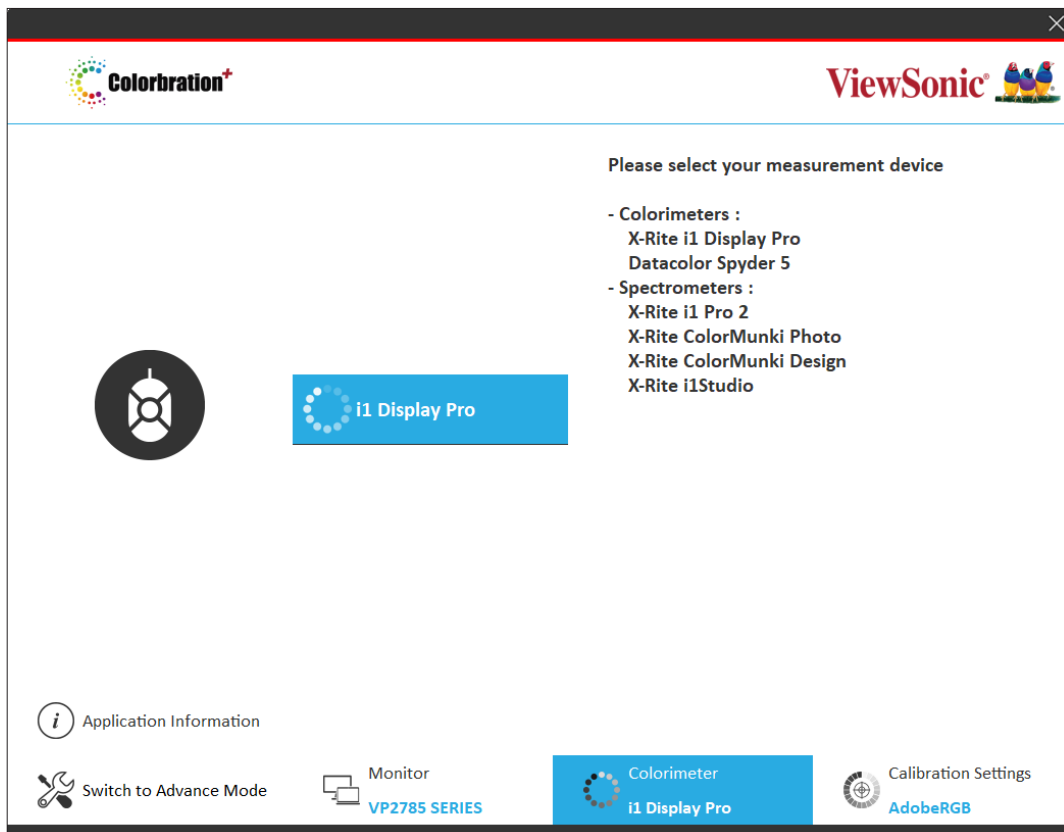 Colorbration+
ViewSonic®
Please select your measurement device
- Colorimeters :
X-Rite i1 Display Pro
Datacolor Spyder 5
- Spectrometers :
X-Rite i1 Pro 2
X-Rite ColorMunki Photo
X-Rite ColorMunki Design
X-Rite i1Studio
i1 Display Pro
i Application Information
Switch to Advance Mode
Monitor
VP2785 SERIES
Colorimeter
i1 Display Pro
Calibration Settings
AdobeRGB